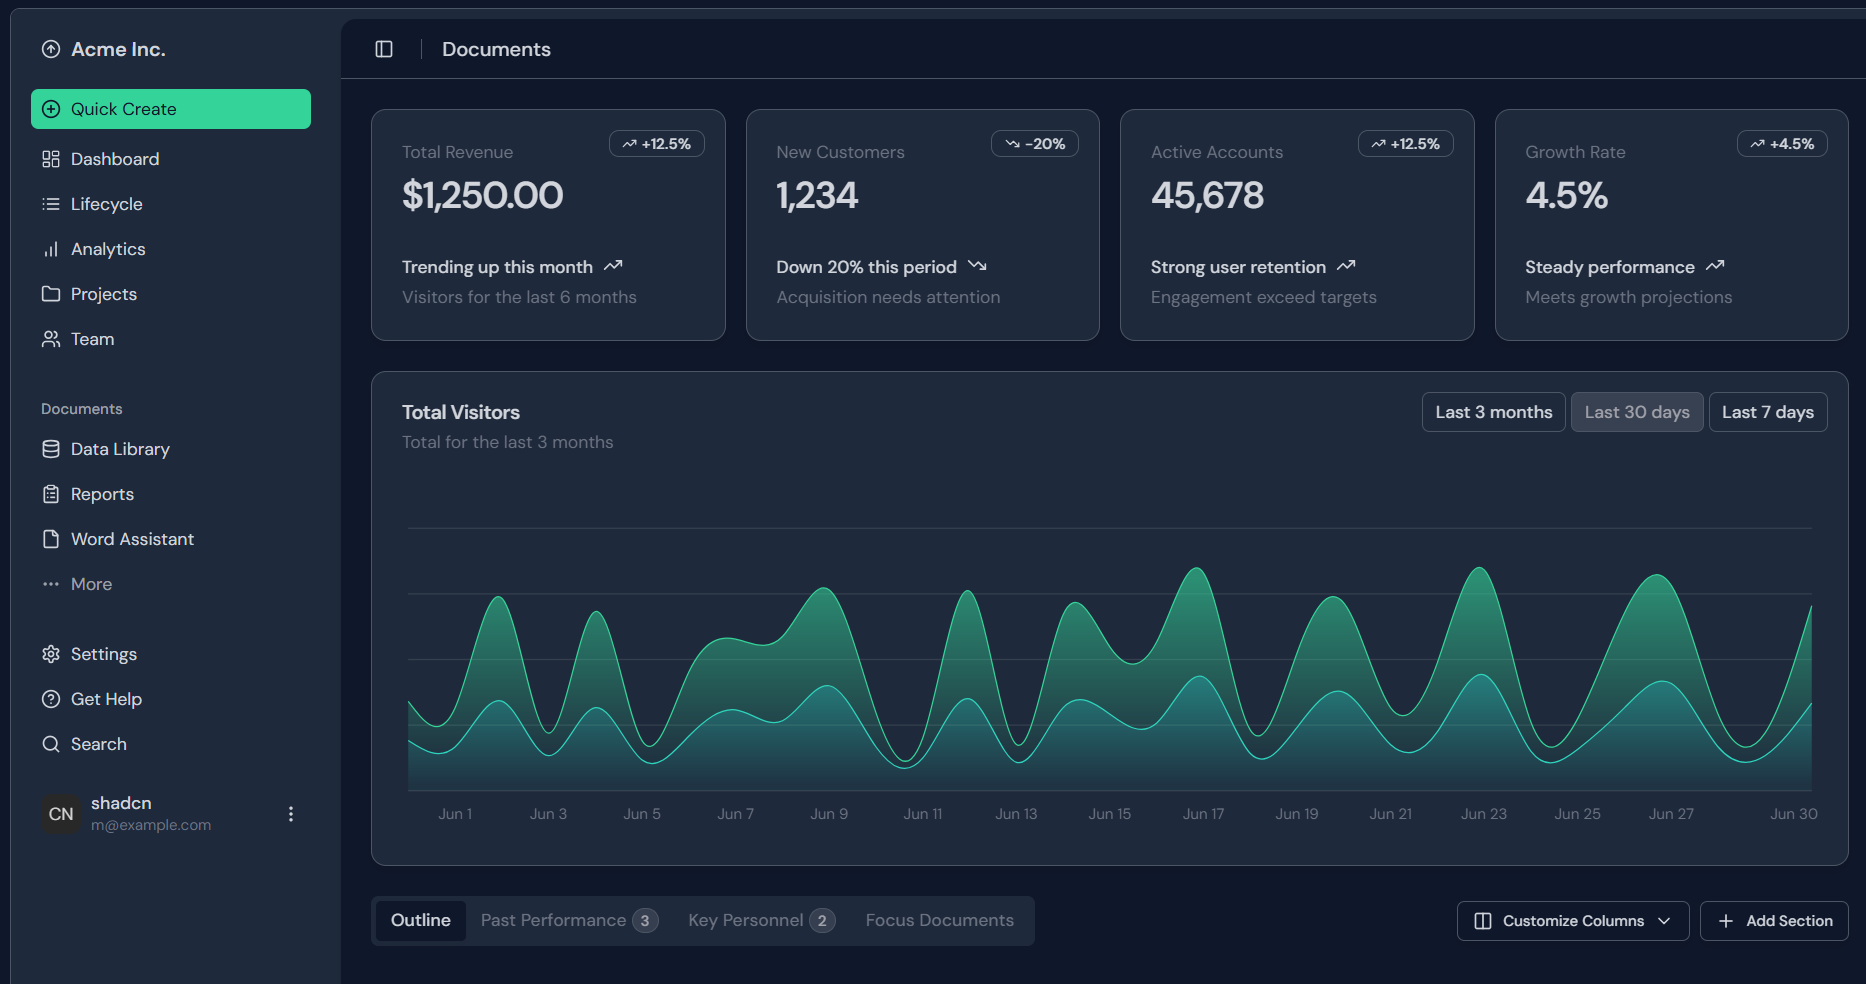 Acme Inc.
Quick Create
Dashboard
Lifecycle
Analytics
Projects
Team
Documents
Data Library
Reports
Word Assistant
More
Settings
Get Help
Search
CN
shadcn
m@example.com
Documents
Total Revenue
+12.5%
$1,250.00
Trending up this month
Visitors for the last 6 months
New Customers
-20%
1,234
Down 20% this period
Acquisition needs attention
Active Accounts
+12.5%
45,678
Strong user retention
Engagement exceed targets
Growth Rate
+4.5%
4.5%
Steady performance
Meets growth projections
Total Visitors
Total for the last 3 months
Last 3 months
Last 30 days
Last 7 days
Jun 1 Jun 3 Jun 5 Jun 7 Jun 9 Jun 11 Jun 13 Jun 15 Jun 17 Jun 19 Jun 21 Jun 23 Jun 25 Jun 27 Jun 30
Outline
Past Performance 3
Key Personnel 2
Focus Documents
Customize Columns
Add Section